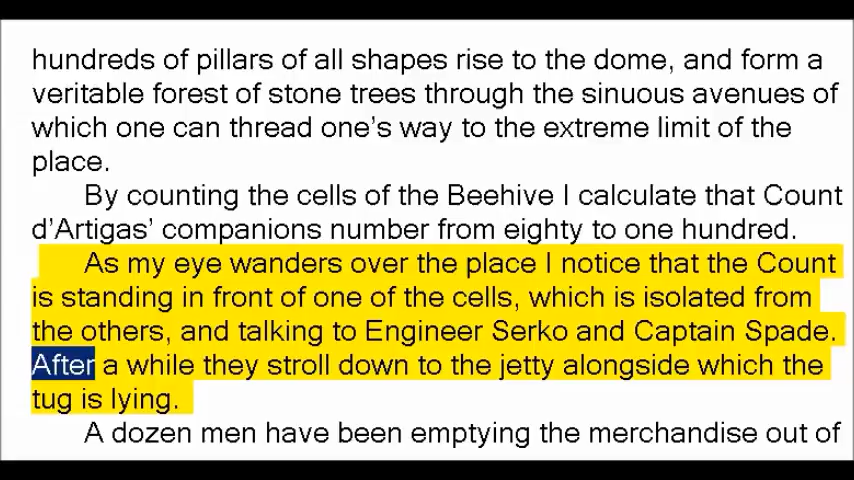 hundreds of pillars of all shapes rise to the dome, and form a
veritable forest of stone trees through the sinuous avenues of
which one can thread one’s way to the extreme limit of the
place.
By counting the cells of the Beehive I calculate that Count
d’Artigas’ companions number from eighty to one hundred.
As my eye wanders over the place I notice that the Count
is standing in front of one of the cells, which is isolated from
the others, and talking to Engineer Serko and Captain Spade.
After a while they stroll down to the jetty alongside which the
tug is lying.
A dozen men have been emptying the merchandise out of